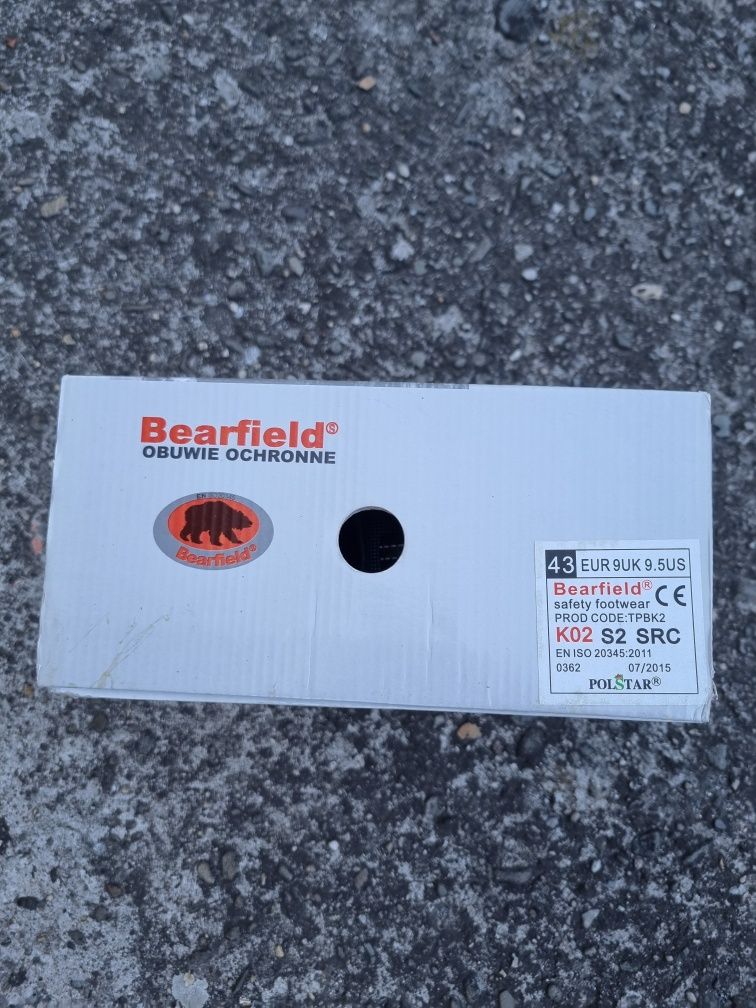 Bearfield®
OBUWIE OCHRONNE
Bearfield®
43 EUR 9UK 9.5US
Bearfield®
safety footwear CE
PROD CODE:TPBK2
K02 S2 SRC
EN ISO 20345:2011
0362 07/2015
POLSTAR®